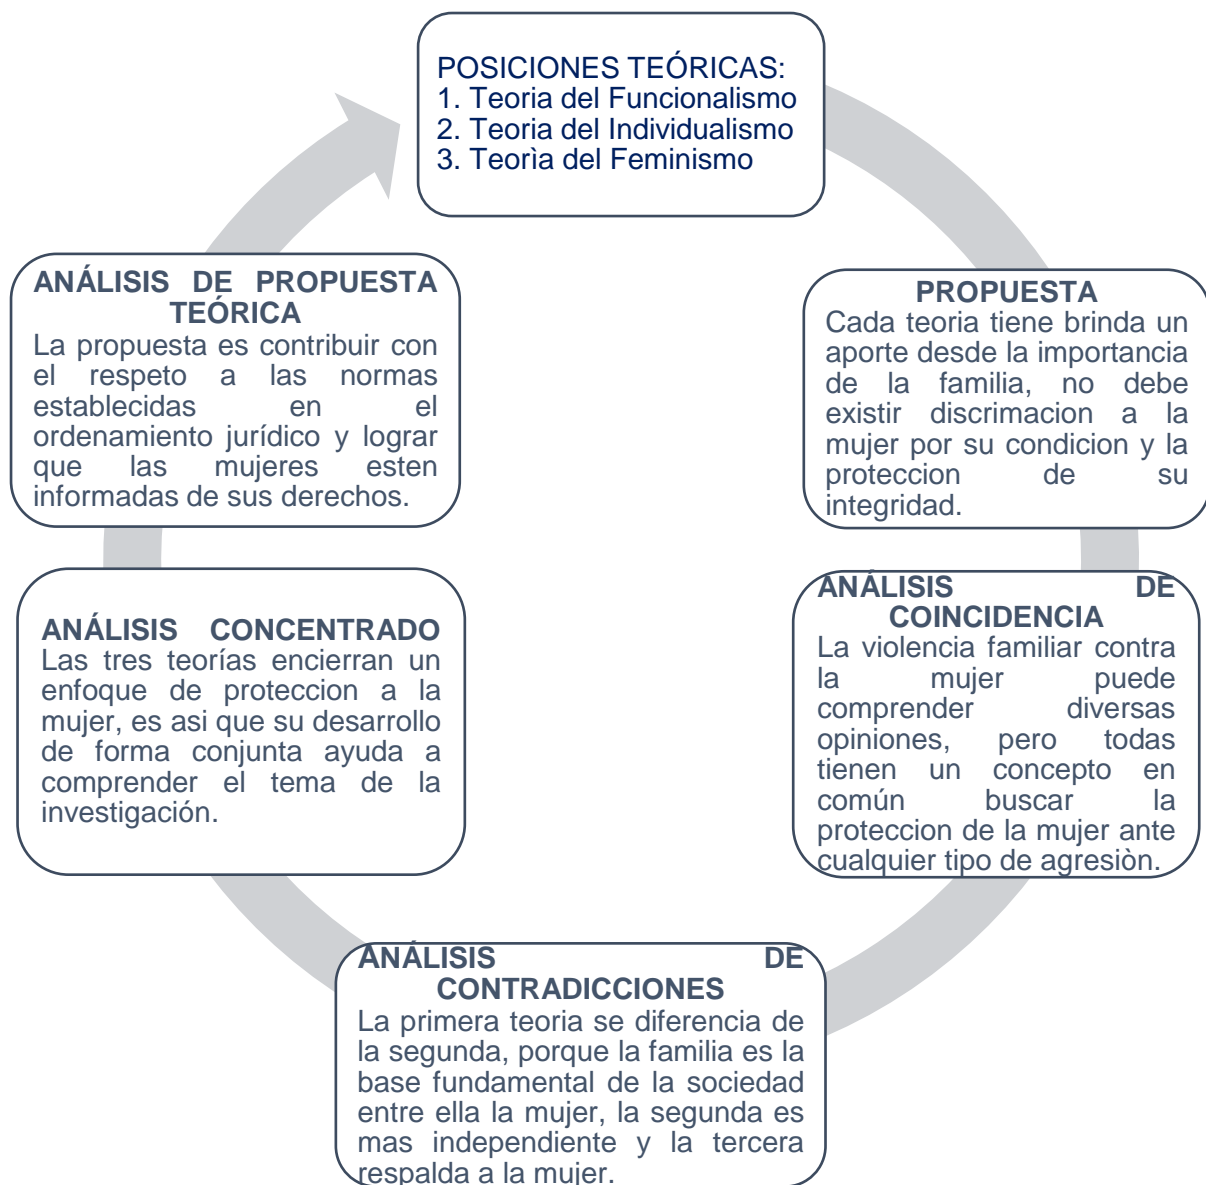 POSICIONES TEÓRICAS:
1. Teoria del Funcionalismo
2. Teoria del Individualismo
3. Teorìa del Feminismo
PROPUESTA
Cada teoria tiene brinda un
aporte desde la importancia
de la familia, no debe
existir discrimacion a la
mujer por su condicion y la
proteccion de su
integridad.
ANÁLISIS DE
COINCIDENCIA
La violencia familiar contra
la mujer puede
comprender diversas
opiniones, pero todas
tienen un concepto en
común buscar la
proteccion de la mujer ante
cualquier tipo de agresiòn.
ANÁLISIS DE
CONTRADICCIONES
La primera teoria se diferencia de
la segunda, porque la familia es la
base fundamental de la sociedad
entre ella la mujer, la segunda es
mas independiente y la tercera
respalda a la mujer.
ANÁLISIS CONCENTRADO
Las tres teorías encierran un
enfoque de proteccion a la
mujer, es asi que su desarrollo
de forma conjunta ayuda a
comprender el tema de la
investigación.
ANÁLISIS DE PROPUESTA
TEÓRICA
La propuesta es contribuir con
el respeto a las normas
establecidas en el
ordenamiento jurídico y lograr
que las mujeres esten
informadas de sus derechos.